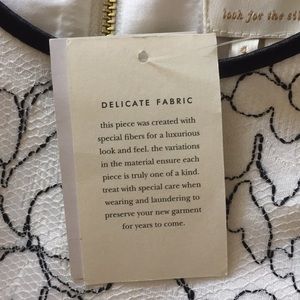 look for the
DELICATE FABRIC
this piece was created with
special fibers for a luxurious
look and feel. the variations
in the material ensure each
piece is truly one of a kind.
treat with special care when
wearing and laundering to
preserve your new garment
for years to come.